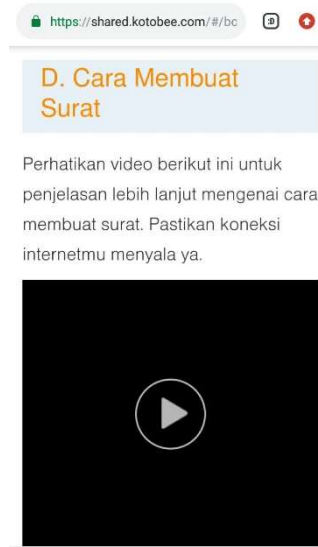 https://shared.kotobee.com/#/bc
:D
D. Cara Membuat
Surat
Perhatikan video berikut ini untuk
penjelasan lebih lanjut mengenai cara
membuat surat. Pastikan koneksi
internetmu menyala ya.